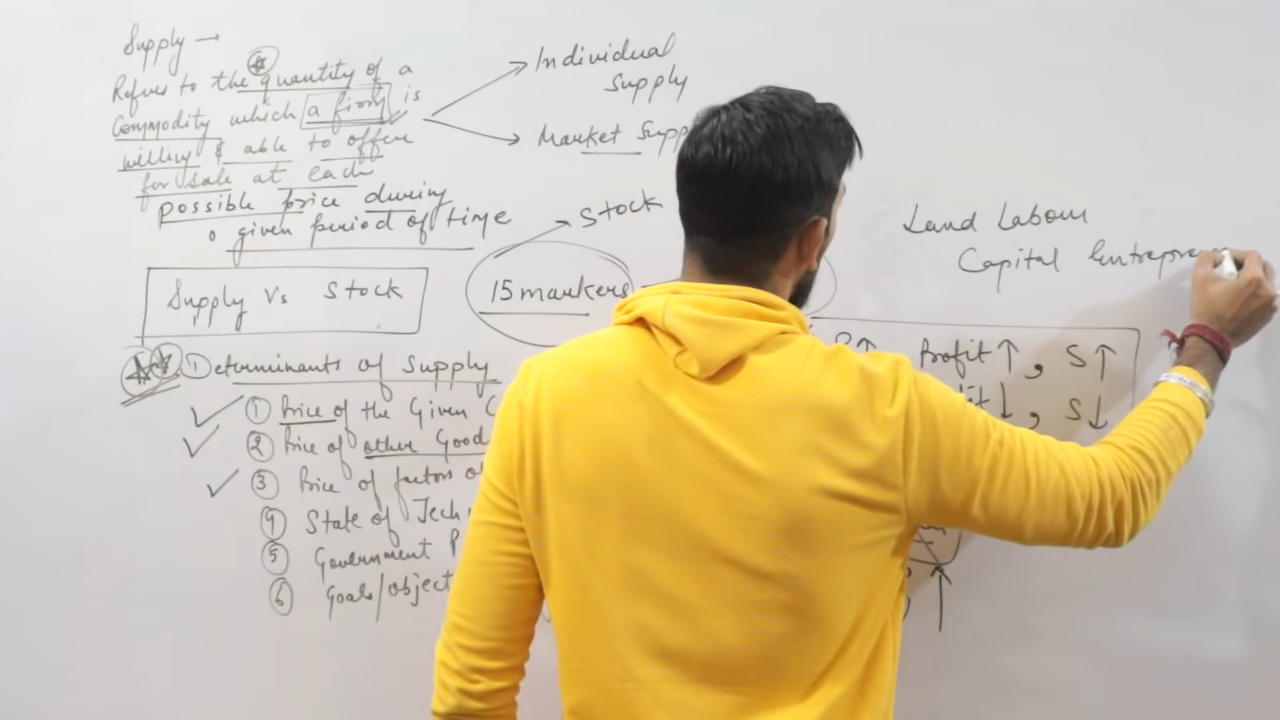 Supply →
Refers to the quantity of a
Commodity which a firm is
willing & able to offer
for sale at each
possible price during
a given period of time
Individual
Supply
Market Supp
Stock
15 markers
Supply Vs Stock
① Determinants of Supply
① Price of the Given C
② Price of other Good
③ Price of factors o
④ State of Tech
⑤ Government P
⑥ Goals/object
Land Labour
Capital Entrepre
Profit ↑, S ↑
↓, S ↓